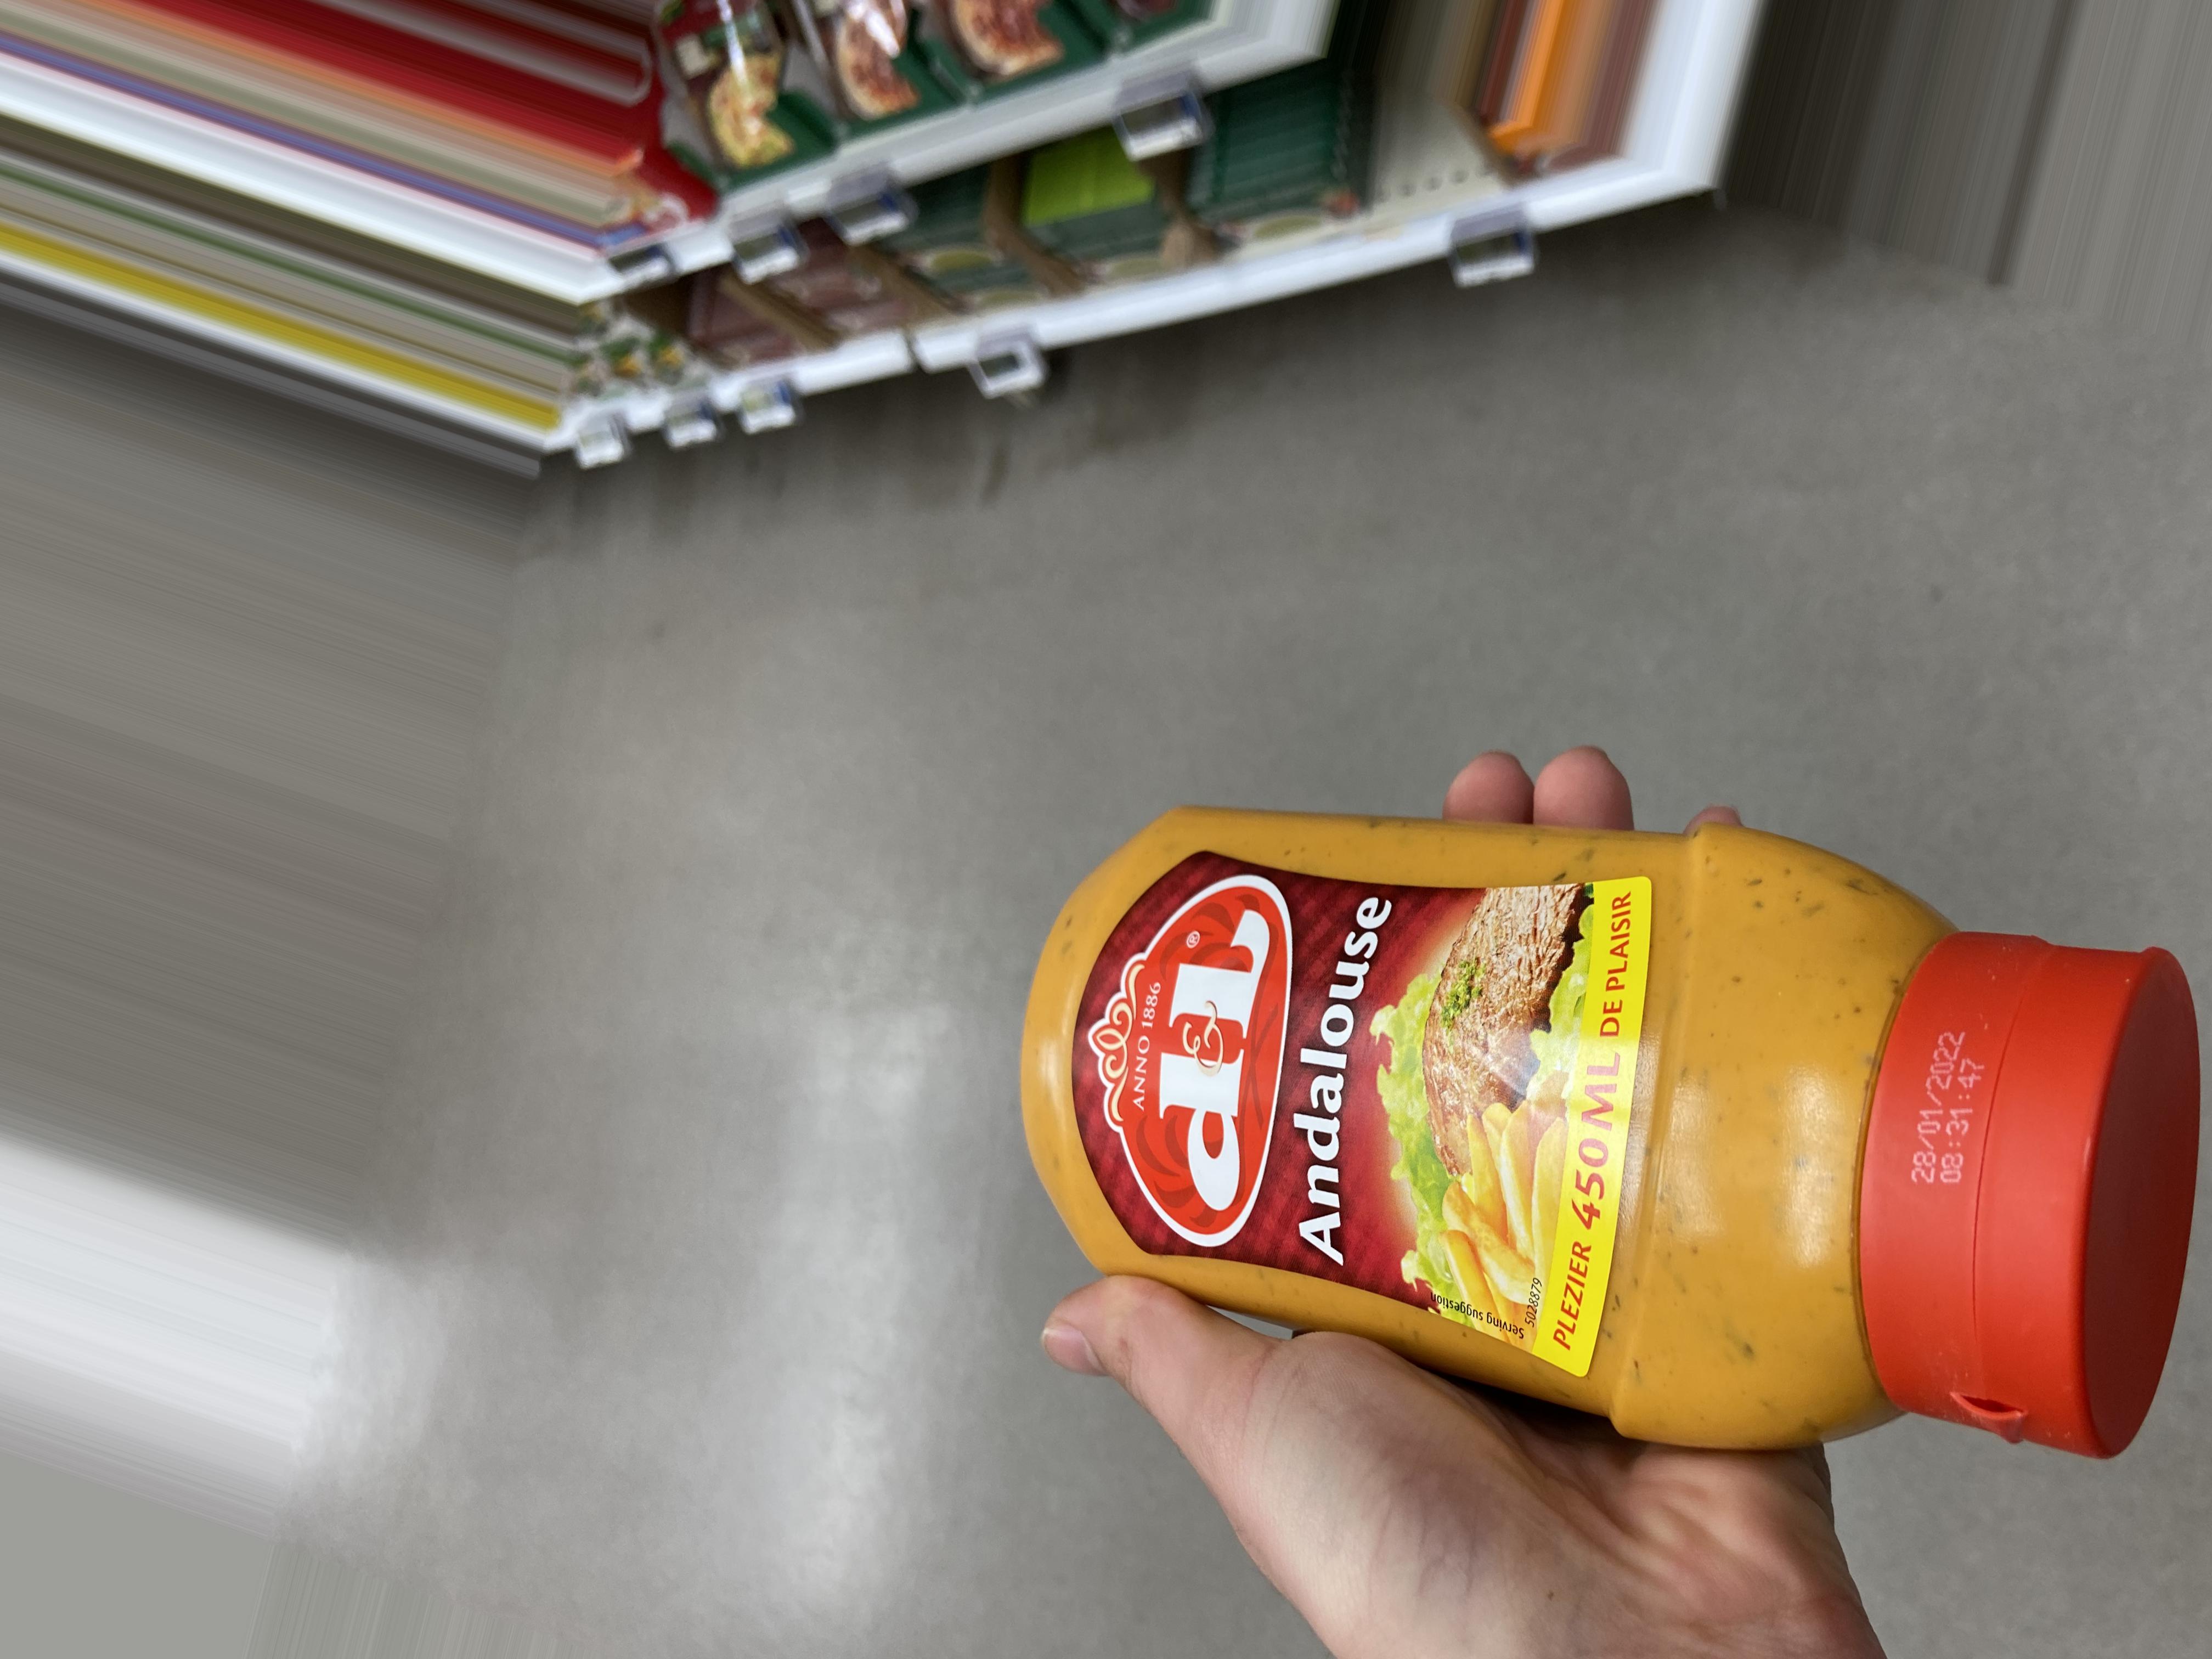 ANNO 1886
d&L®
Andalouse
Serving suggestion
5028879
PLEZIER 450ML DE PLAISIR
28/01/2022
08:31:47